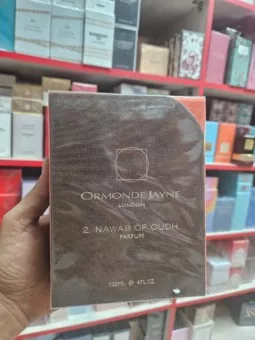 ORMONDE JAYNE
LONDON
2. NAWAB OF OUDH
PARFUM
120ML ℮ 4FL.OZ